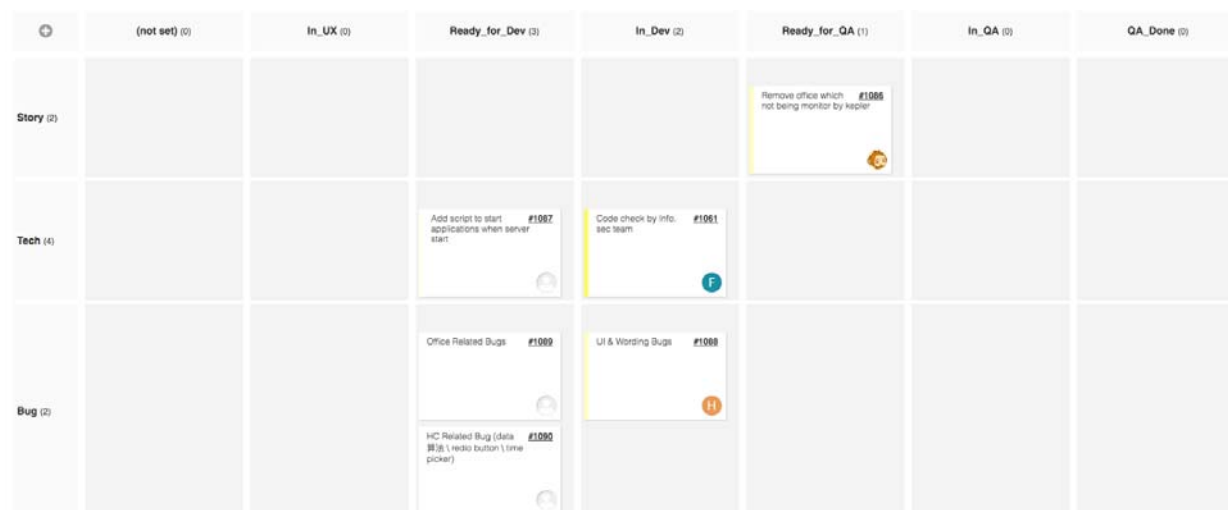 (not set) (0)
In_UX (0)
Ready_for_Dev (3)
In_Dev (2)
Ready_for_QA (1)
In_QA (0)
QA_Done (0)
Story (2)
Remove office which #1086
not being monitor by kepler
Tech (4)
Add script to start #1087
applications when server
start
Code check by Info. #1061
sec team
F
Bug (2)
Office Related Bugs #1089
UI & Wording Bugs #1088
H
HC Related Bug (data #1090
算法 \ redio button \ time
picker)